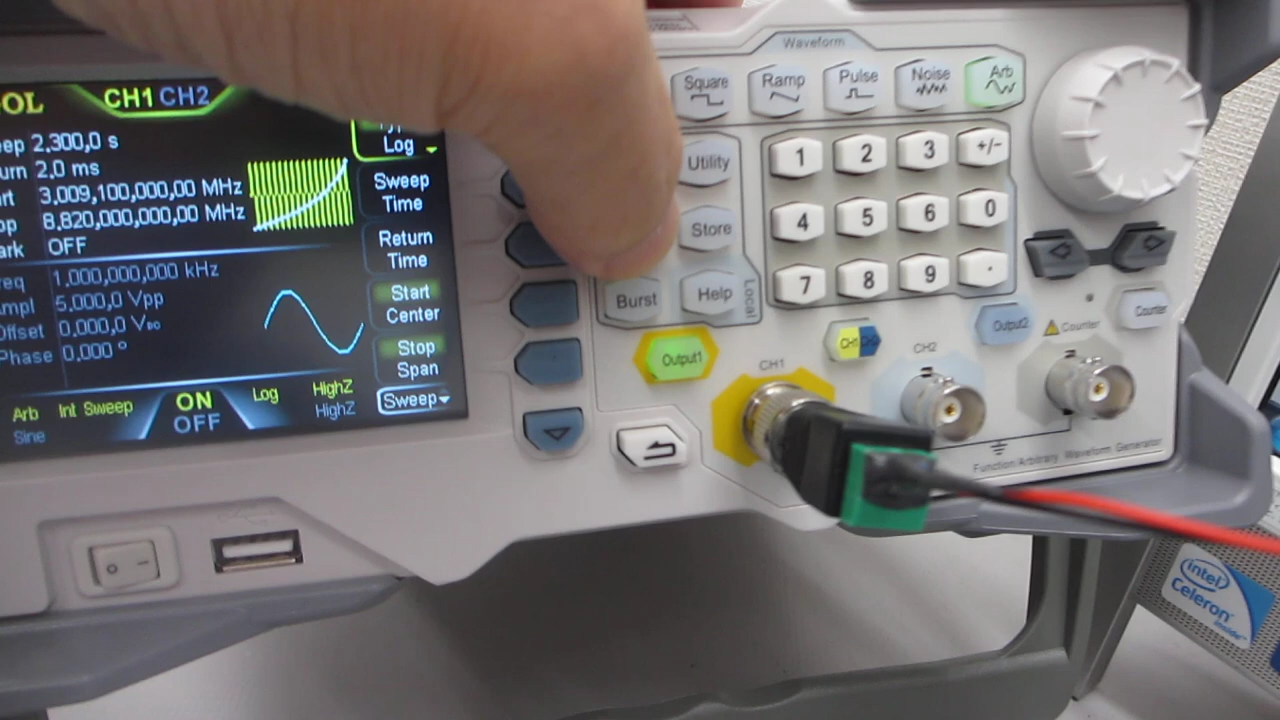 OL CH1 CH2
eep 2.300,0 s
urn 2.0 ms
art 3.009,100,000,00 MHz
op 8.820,000,000,00 MHz
ark OFF
req 1.000,000,000 kHz
mpl 5.000,0 Vpp
Offset 0.000,0 VDC
Phase 0.000 °
Log
Sweep
Time
Return
Time
Start
Center
Stop
Span
Sweep
Arb Int Sweep ON Log HighZ
Sine OFF HighZ
Waveform
Square Ramp Pulse Noise Arb
Utility 1 2 3 +/-
Store 4 5 6 0
Burst Help Local 7 8 9 .
Output1 CH1 CH2 Output2 Counter Counter
CH1 CH2
Function/Arbitrary Waveform Generator
intel
Celeron
inside